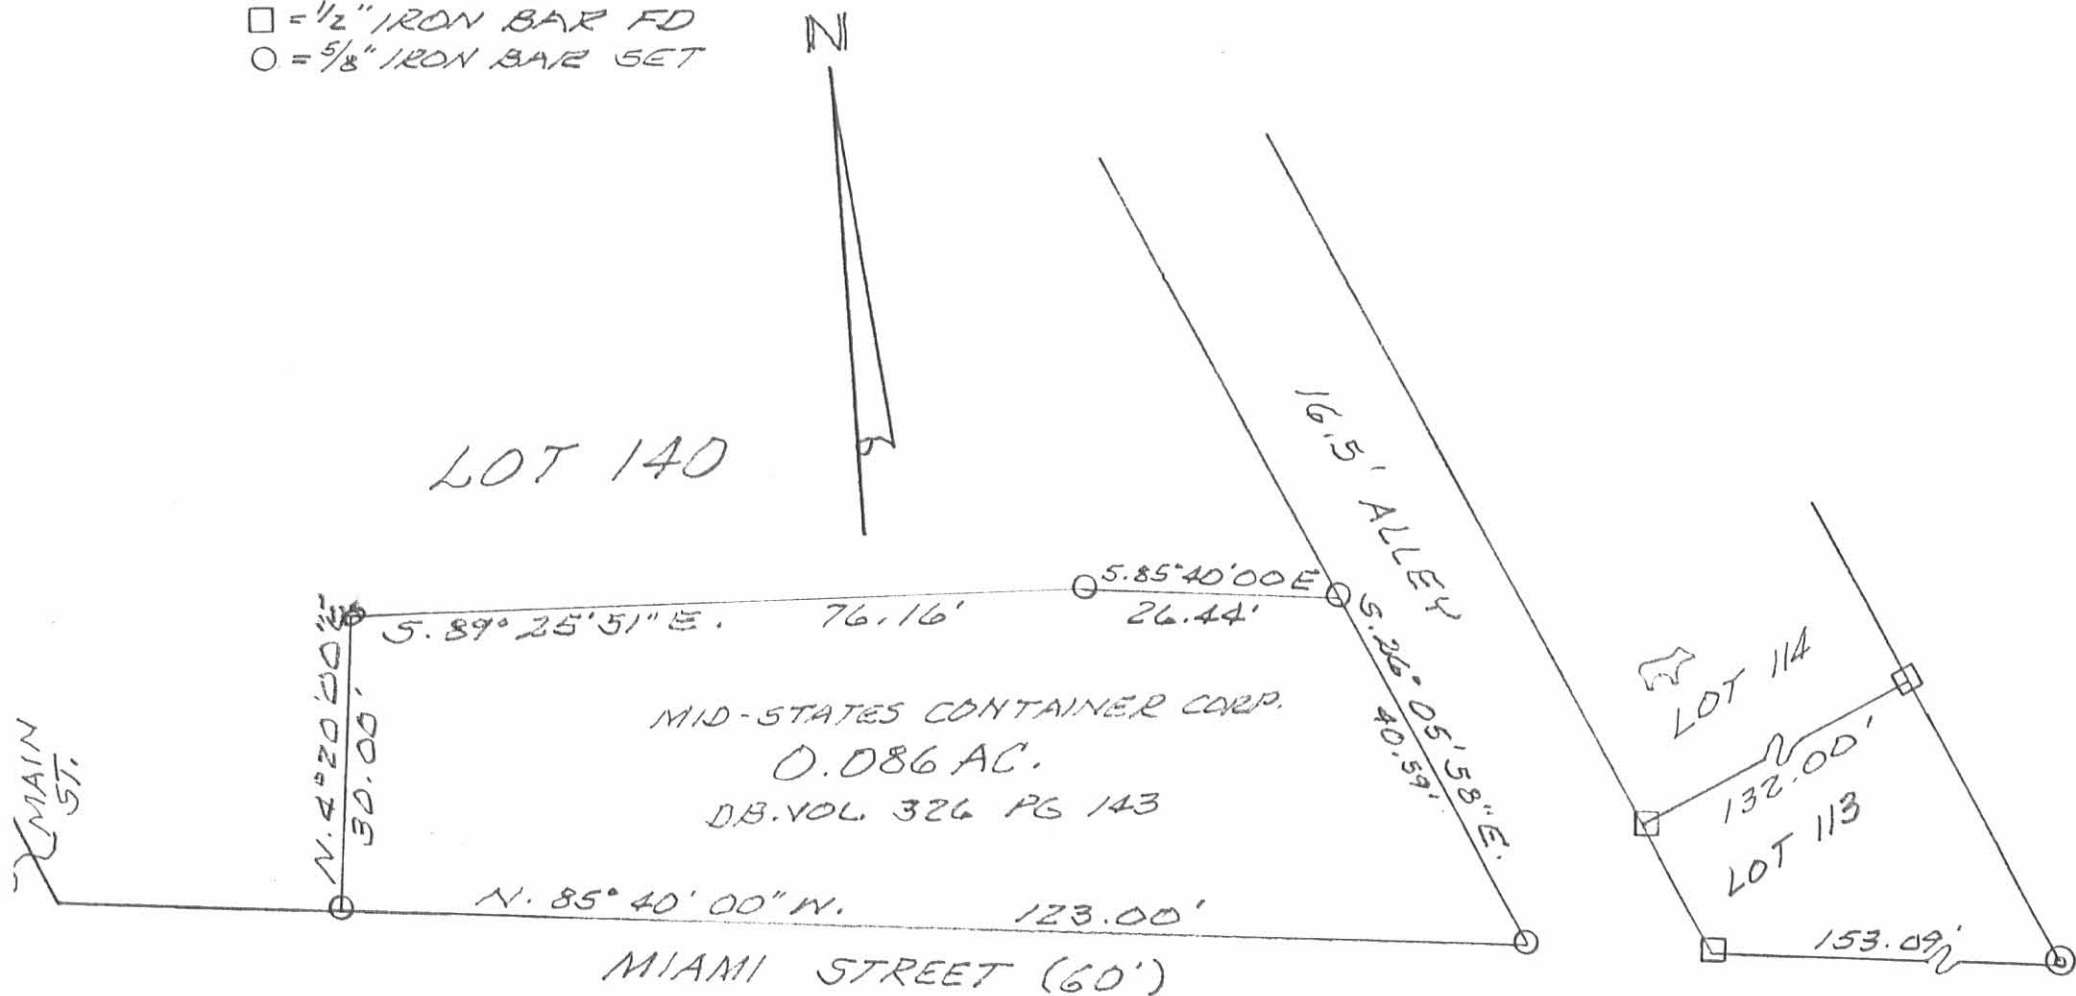 □ = 1/2" IRON BAR FD
○ = 5/8" IRON BAR SET
N
LOT 140
16.5' ALLEY
S. 89° 25' 51" E. 76.16'
S. 85° 40' 00 E
26.44'
S. 26° 05' 58" E.
40.59'
N. 4° 20' 00" E
30.00'
MID-STATES CONTAINER CORP.
0.086 AC.
DB. VOL. 326 PG 143
LOT 114
132.00'
LOT 113
153.09'
MAIN
ST.
N. 85° 40' 00" W. 123.00'
MIAMI STREET (60')